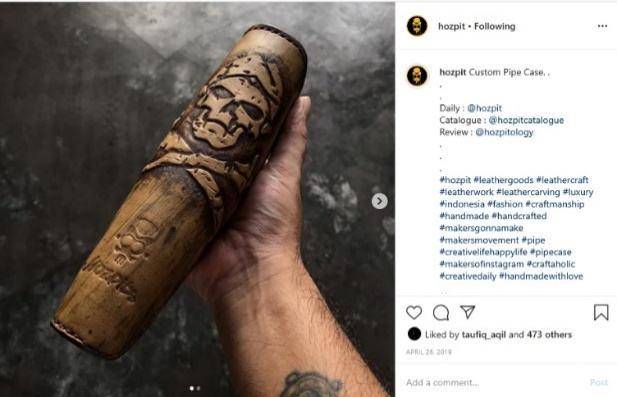 hozpit • Following
hozpit Custom Pipe Case. .
.
.
Daily : @hozpit
Catalogue : @hozpitcatalogue
Review : @hozpitology
.
.
.
#hozpit #leathergoods #leathercraft
#leatherwork #leathercarving #luxury
#indonesia #fashion #craftmanship
#handmade #handcrafted
#makersgonnamake
#makersmovement #pipe
#creativelifehappylife #pipecase
#makersofinstagram #craftaholic
#creativedaily #handmadewithlove
Liked by taufiq_aqil and 473 others
APRIL 26, 2019
Add a comment...
Post